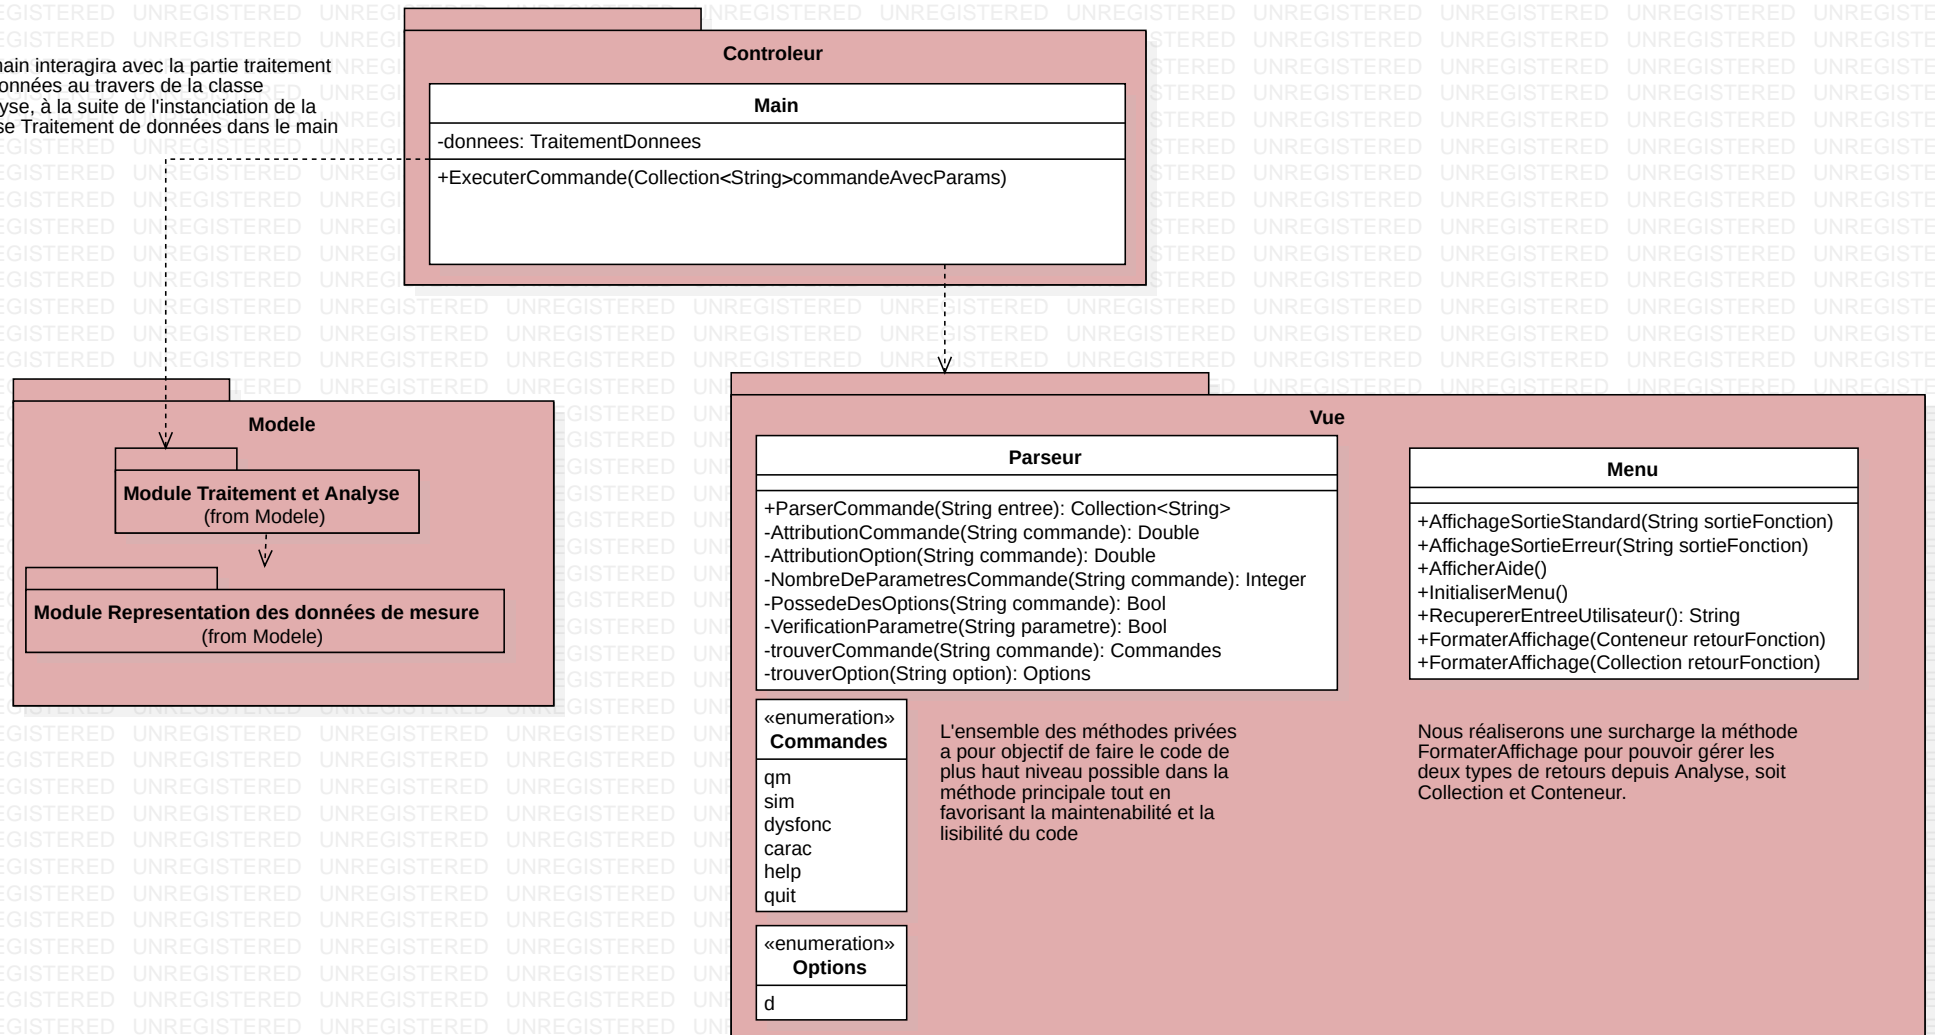 Controleur
main interagira avec la partie traitement
données au travers de la classe
yse, à la suite de l'instanciation de la
se Traitement de données dans le main
Main
-donnees: TraitementDonnees
+ExecuterCommande(Collection<String>commandeAvecParams)
Modele
Module Traitement et Analyse
(from Modele)
Module Representation des données de mesure
(from Modele)
Vue
Parseur
+ParserCommande(String entree): Collection<String>
-AttributionCommande(String commande): Double
-AttributionOption(String commande): Double
-NombreDeParametresCommande(String commande): Integer
-PossedeDesOptions(String commande): Bool
-VerificationParametre(String parametre): Bool
-trouverCommande(String commande): Commandes
-trouverOption(String option): Options
Menu
+AffichageSortieStandard(String sortieFonction)
+AffichageSortieErreur(String sortieFonction)
+AfficherAide()
+InitialiserMenu()
+RecupererEntreeUtilisateur(): String
+FormaterAffichage(Conteneur retourFonction)
+FormaterAffichage(Collection retourFonction)
«enumeration»
Commandes
qm
sim
dysfonc
carac
help
quit
L'ensemble des méthodes privées
a pour objectif de faire le code de
plus haut niveau possible dans la
méthode principale tout en
favorisant la maintenabilité et la
lisibilité du code
Nous réaliserons une surcharge la méthode
FormaterAffichage pour pouvoir gérer les
deux types de retours depuis Analyse, soit
Collection et Conteneur.
«enumeration»
Options
d